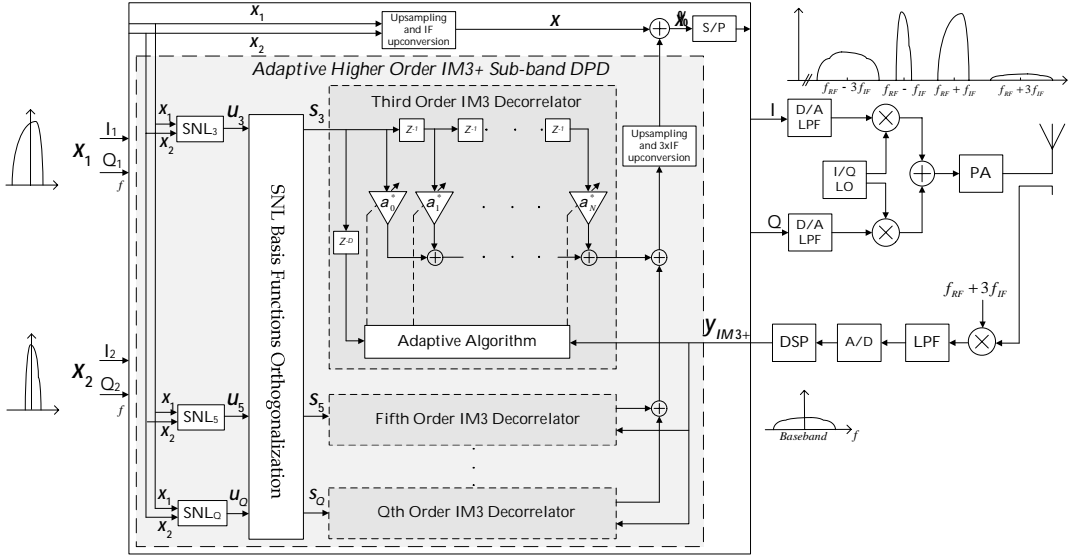 x1
x2
Upsampling
and IF
upconversion
x
S/P
Adaptive Higher Order IM3+ Sub-band DPD
x1
x2
SNL3
u3
s3
Third Order IM3 Decorrelator
Z-1
Z-1
Z-1
a0*
a1*
aN*
Z-D
Adaptive Algorithm
Upsampling
and 3xIF
upconversion
SNL Basis Functions Orthogonalization
x1
x2
SNL5
u5
s5
Fifth Order IM3 Decorrelator
x1
x2
SNLQ
uQ
sQ
Qth Order IM3 Decorrelator
x1
I1
Q1
f
x2
I2
Q2
f
fRF - 3fIF
fRF - fIF
fRF + fIF
fRF+3fIF
I
D/A
LPF
I/Q
LO
PA
Q
D/A
LPF
fRF + 3fIF
yIM3+
DSP
A/D
LPF
Baseband
f